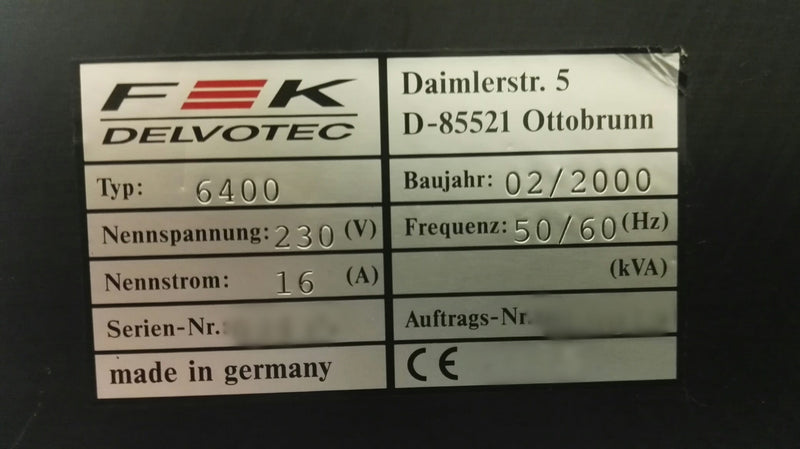 F&K
DELVOTEC
Daimlerstr. 5
D-85521 Ottobrunn
Typ: 6400
Baujahr: 02/2000
Nennspannung: 230 (V)
Frequenz: 50/60 (Hz)
Nennstrom: 16 (A)
(kVA)
Serien-Nr.:
Auftrags-Nr.
made in germany
CE